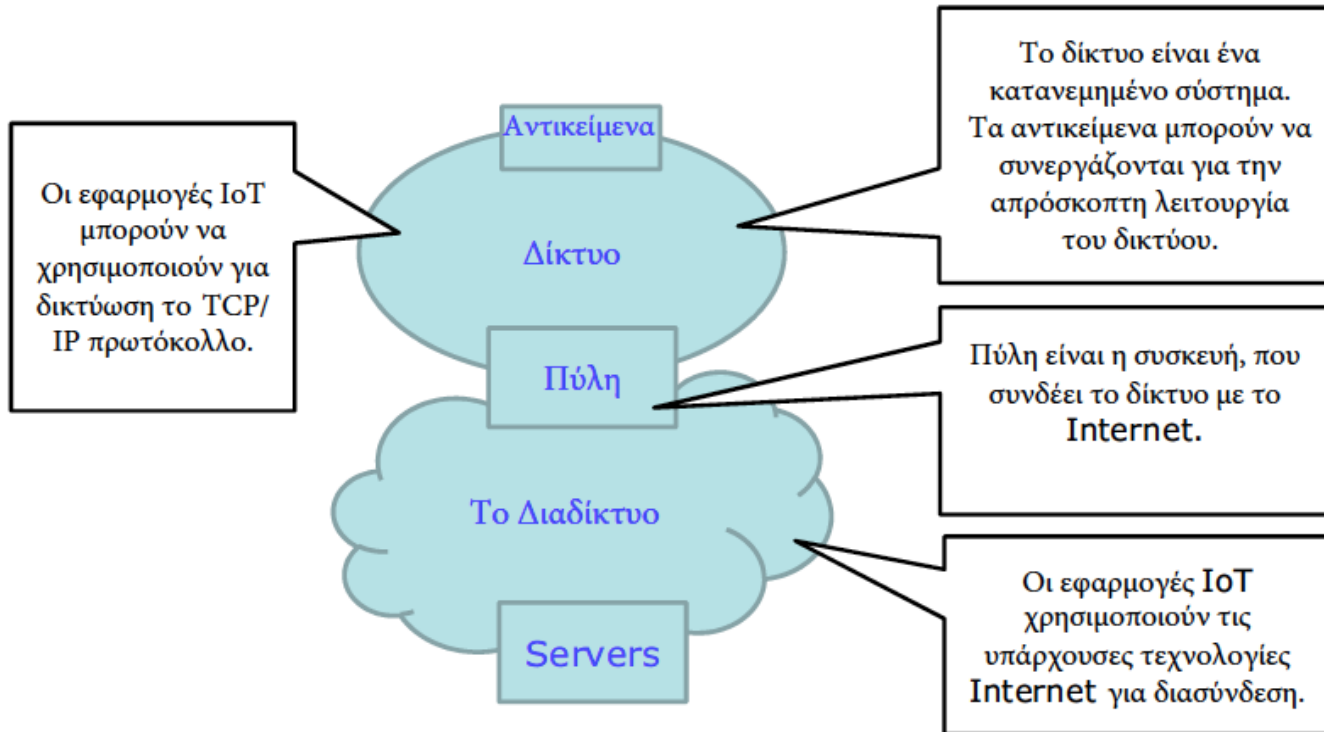 Αντικείμενα
Δίκτυο
Πύλη
Το Διαδίκτυο
Servers
Οι εφαρμογές IoT
μπορούν να
χρησιμοποιούν για
δικτύωση το TCP/
IP πρωτόκολλο.
Το δίκτυο είναι ένα
κατανεμημένο σύστημα.
Τα αντικείμενα μπορούν να
συνεργάζονται για την
απρόσκοπτη λειτουργία
του δικτύου.
Πύλη είναι η συσκευή, που
συνδέει το δίκτυο με το
Internet.
Οι εφαρμογές IoT
χρησιμοποιούν τις
υπάρχουσες τεχνολογίες
Internet για διασύνδεση.